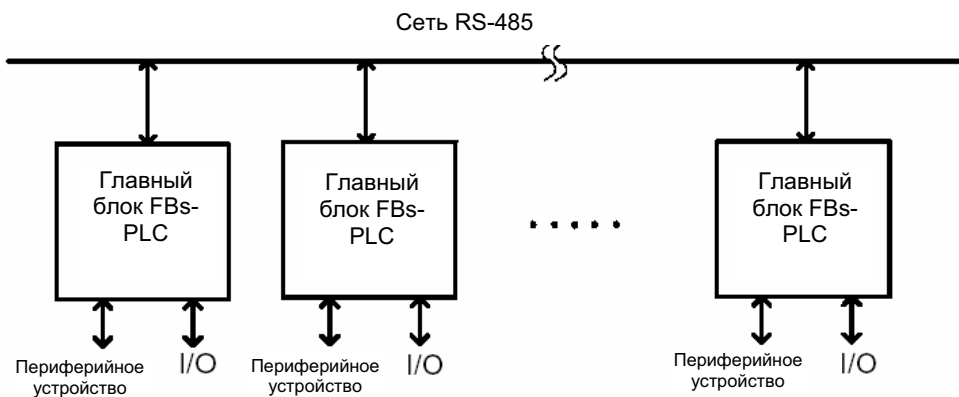 Сеть RS-485
Главный
блок FBs-
PLC
Главный
блок FBs-
PLC
Главный
блок FBs-
PLC
Периферийное
устройство
I/O
Периферийное
устройство
I/O
Периферийное
устройство
I/O